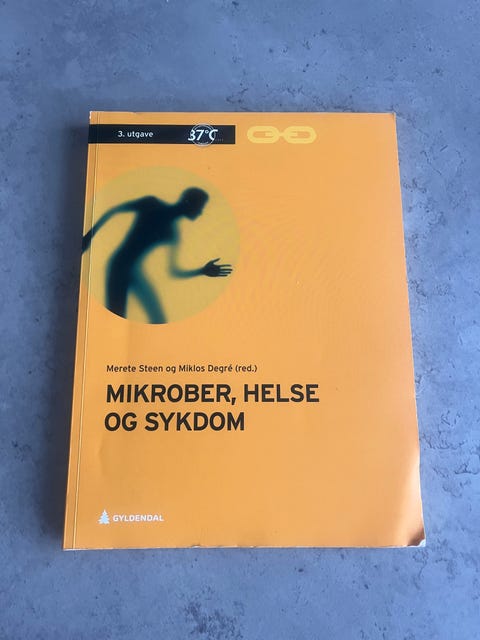 3. utgave
37°C
Merete Steen og Miklos Degré (red.)
MIKROBER, HELSE
OG SYKDOM
GYLDENDAL